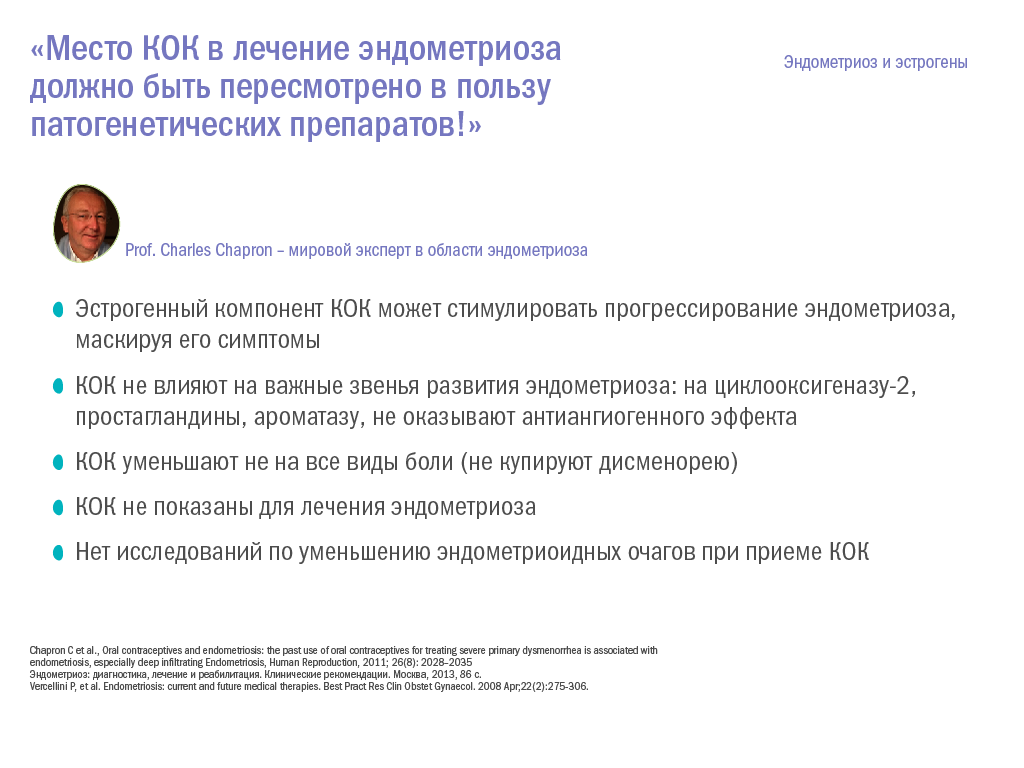 «Место КОК в лечение эндометриоза
должно быть пересмотрено в пользу
патогенетических препаратов!»
Эндометриоз и эстрогены
Prof. Charles Chapron – мировой эксперт в области эндометриоза
Эстрогенный компонент КОК может стимулировать прогрессирование эндометриоза,
маскируя его симптомы
КОК не влияют на важные звенья развития эндометриоза: на циклооксигеназу-2,
простагландины, ароматазу, не оказывают антиангиогенного эффекта
КОК уменьшают не на все виды боли (не купируют дисменорею)
КОК не показаны для лечения эндометриоза
Нет исследований по уменьшению эндометриоидных очагов при приеме КОК
Chapron C et al., Oral contraceptives and endometriosis: the past use of oral contraceptives for treating severe primary dysmenorrhea is associated with
endometriosis, especially deep infiltrating Endometriosis, Human Reproduction, 2011; 26(8): 2028–2035
Эндометриоз: диагностика, лечение и реабилитация. Клинические рекомендации. Москва, 2013, 86 с.
Vercellini P, et al. Endometriosis: current and future medical therapies. Best Pract Res Clin Obstet Gynaecol. 2008 Apr;22(2):275-306.